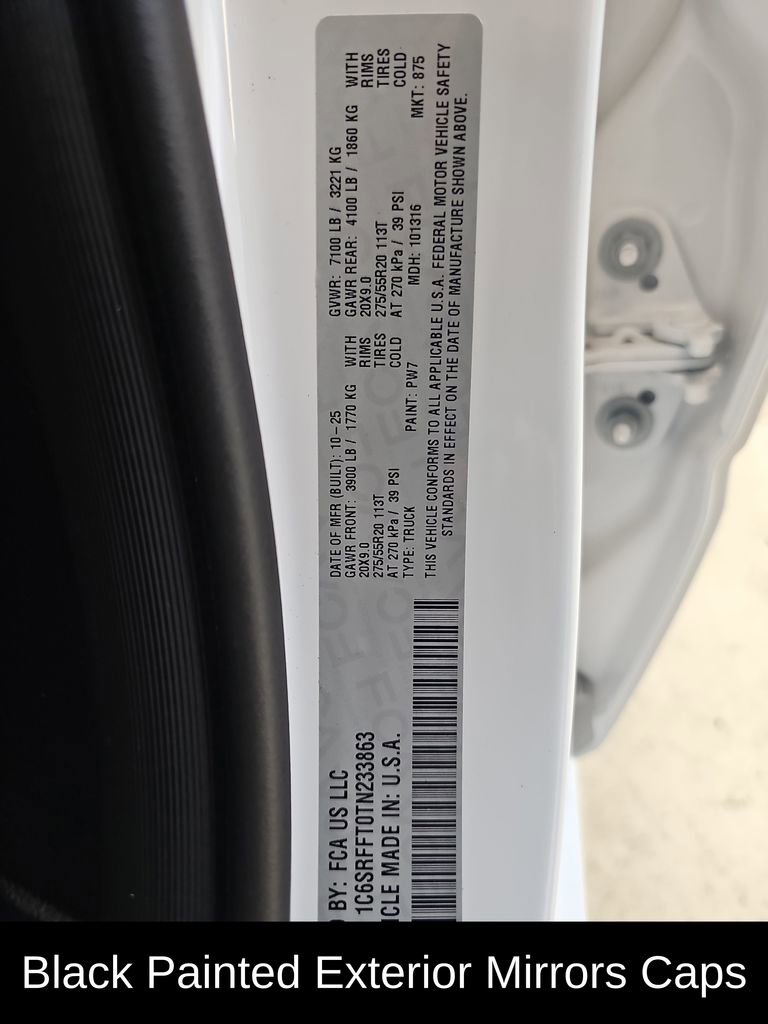 D BY: FCA US LLC
1C6SRFFT0TN233863
ICLE MADE IN: U.S.A.
DATE OF MFR (BUILT): 10-25 GVWR: 7100 LB / 3221 KG
GAWR FRONT: 3900 LB / 1770 KG WITH GAWR REAR: 4100 LB / 1860 KG WITH
20X9.0 RIMS 20X9.0 RIMS
275/55R20 113T TIRES 275/55R20 113T TIRES
AT 270 kPa / 39 PSI COLD AT 270 kPa / 39 PSI COLD
TYPE: TRUCK PAINT: PW7 MDH: 101316 MKT: 875
THIS VEHICLE CONFORMS TO ALL APPLICABLE U.S.A. FEDERAL MOTOR VEHICLE SAFETY
STANDARDS IN EFFECT ON THE DATE OF MANUFACTURE SHOWN ABOVE.
Black Painted Exterior Mirrors Caps